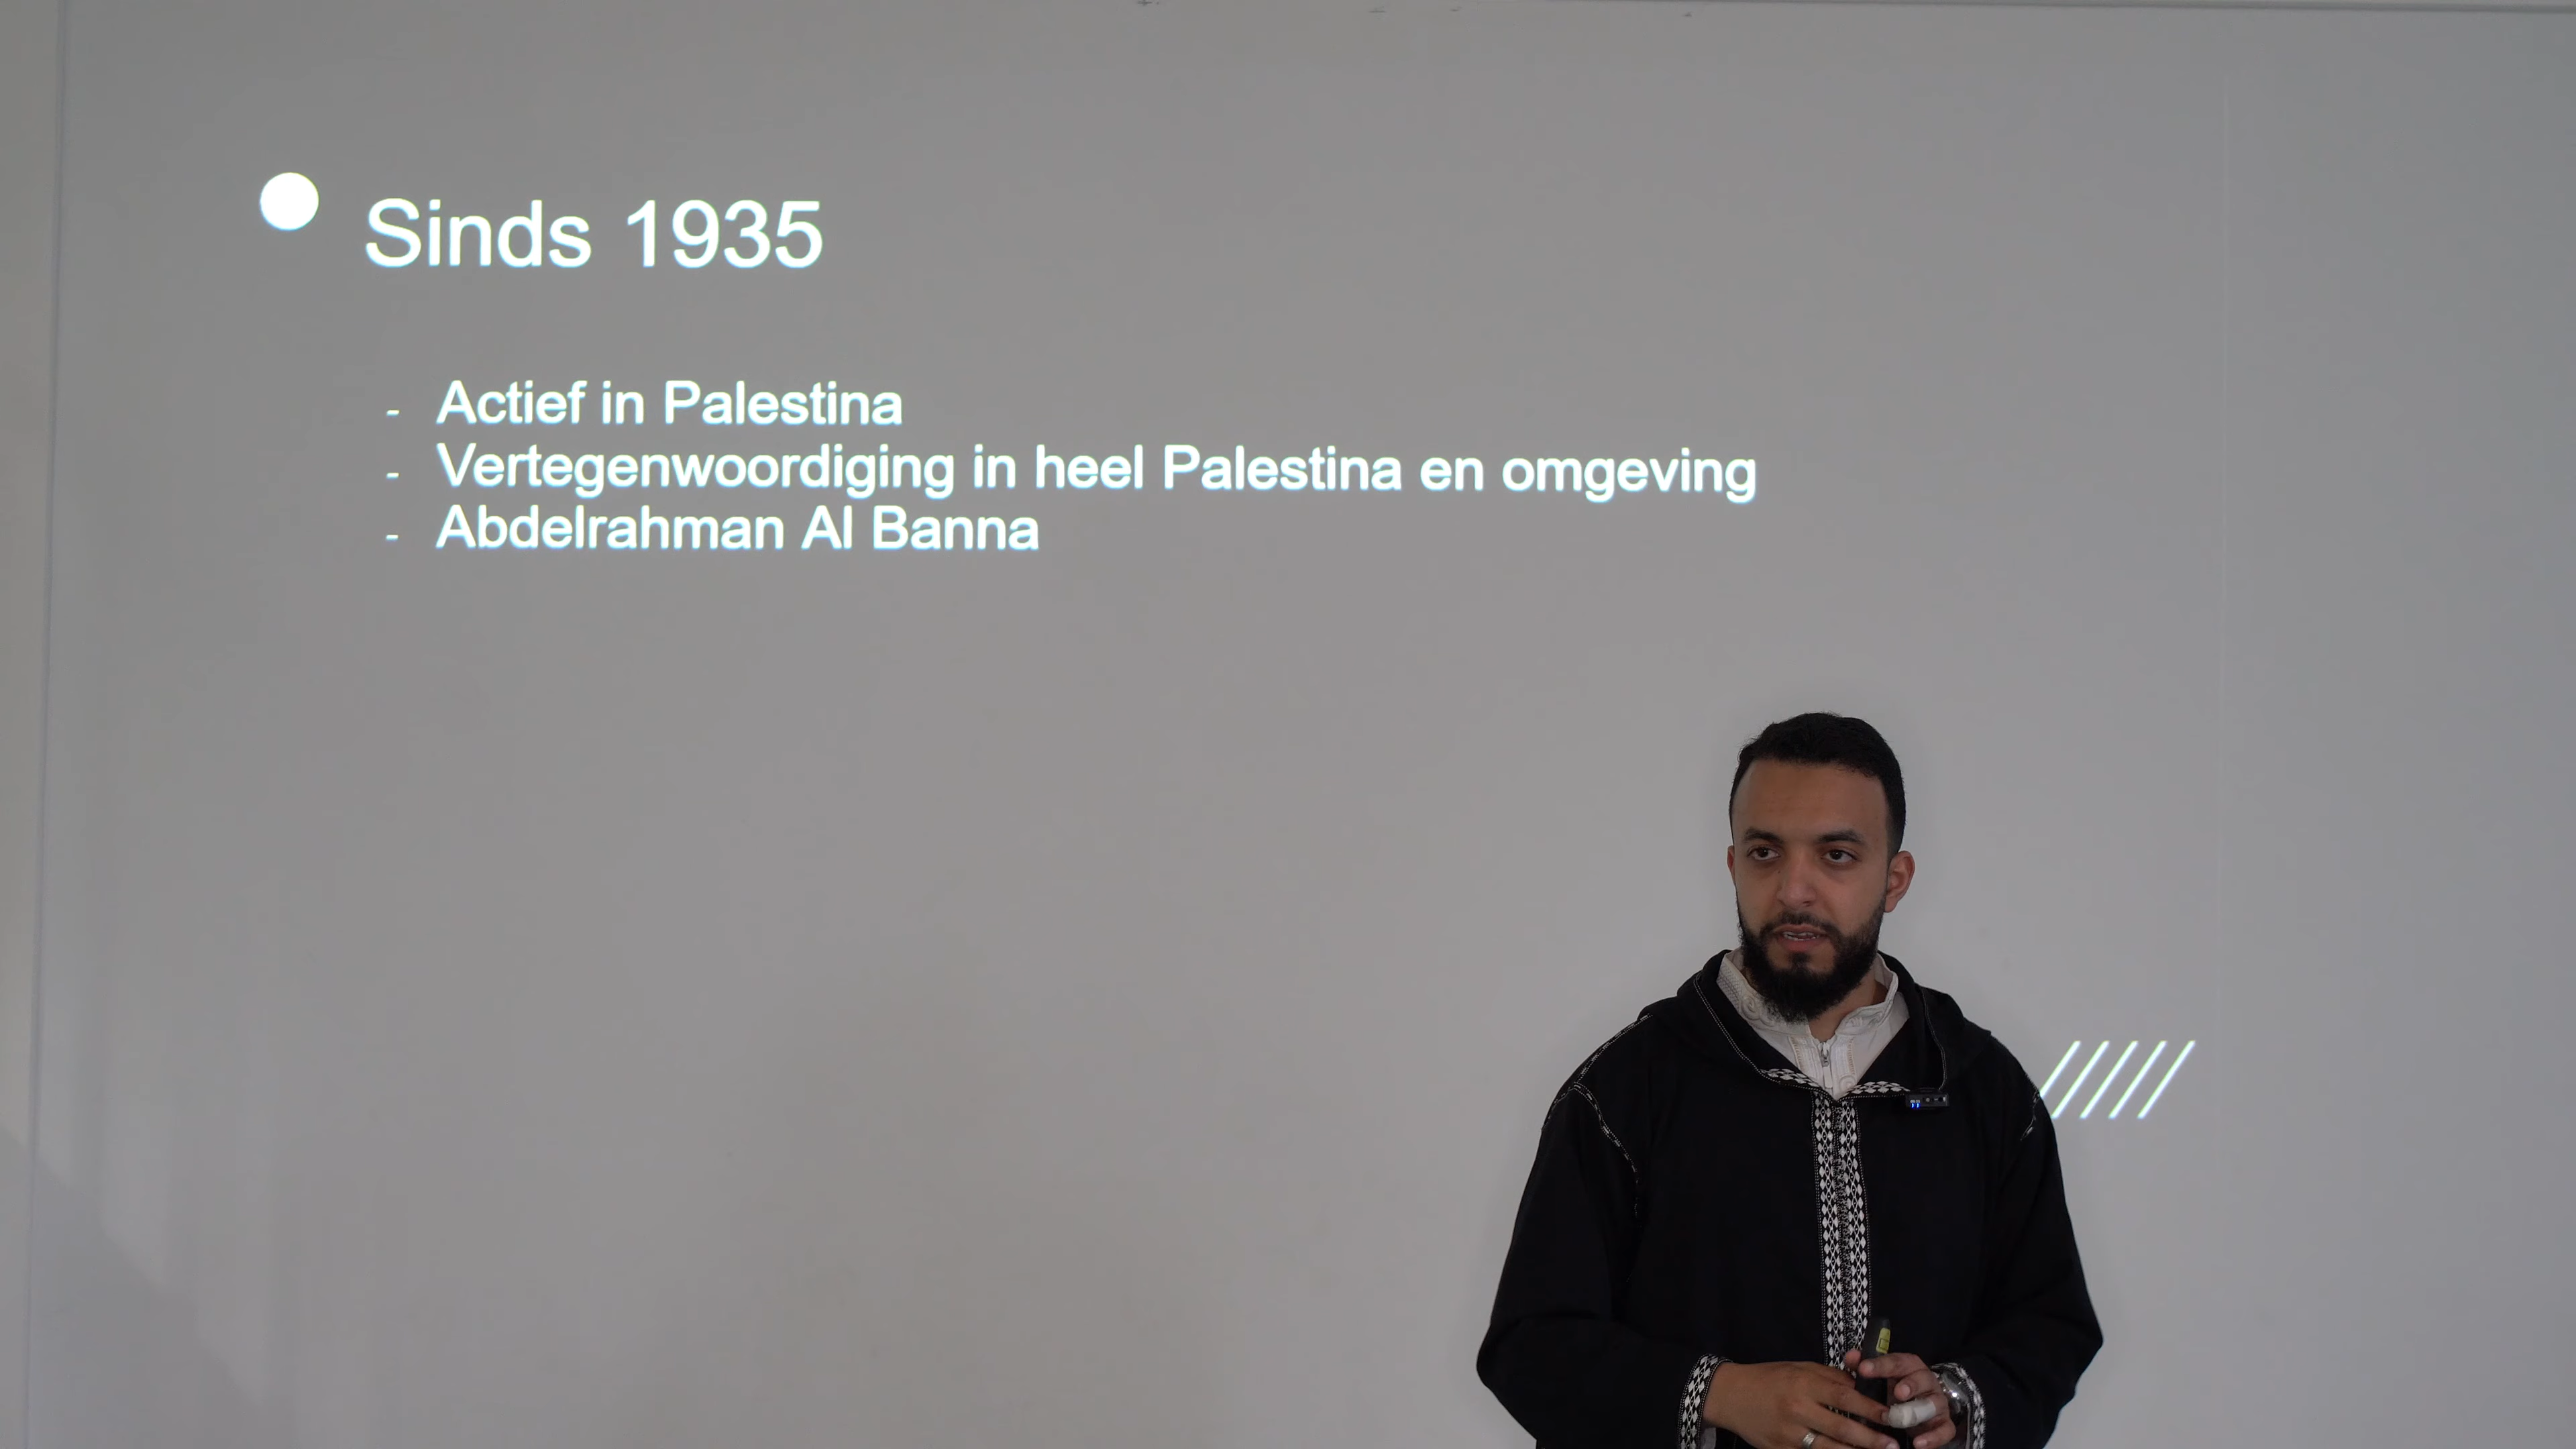 Sinds 1935
- Actief in Palestina
- Vertegenwoordiging in heel Palestina en omgeving
- Abdelrahman Al Banna